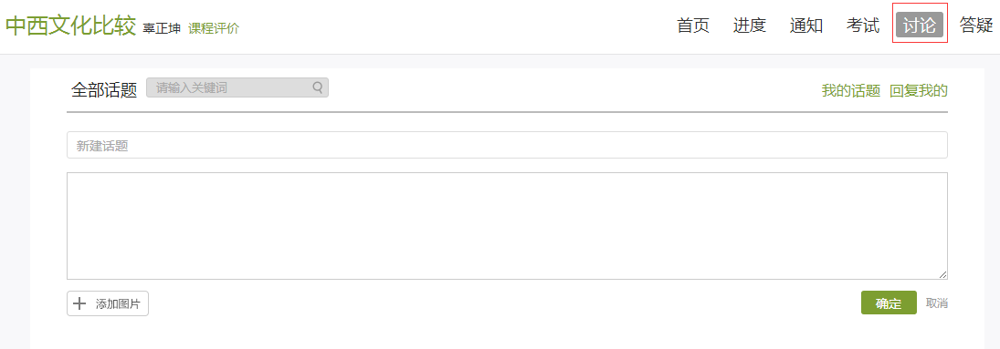 中西文化比较 辜正坤 课程评价 首页 进度 通知 考试 讨论 答疑
全部话题 请输入关键词 我的话题 回复我的
新建话题
添加图片 确定 取消